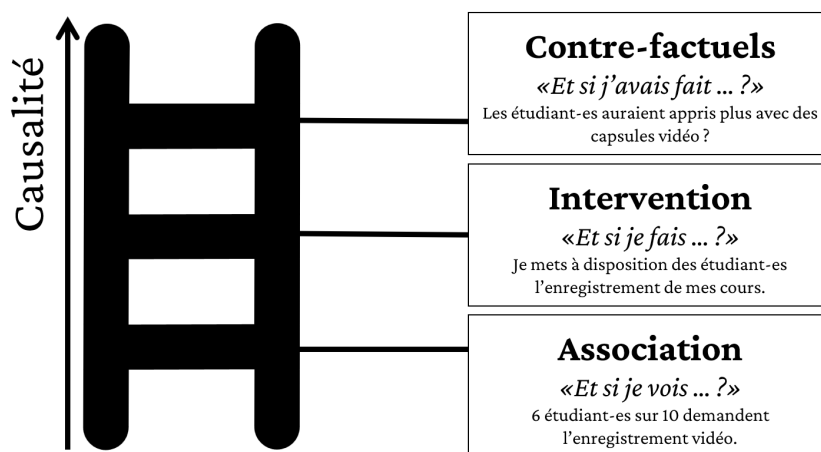 Causalité
Contre-factuels
«Et si j’avais fait ... ?»
Les étudiant-es auraient appris plus avec des
capsules vidéo ?
Intervention
«Et si je fais ... ?»
Je mets à disposition des étudiant-es
l’enregistrement de mes cours.
Association
«Et si je vois ... ?»
6 étudiant-es sur 10 demandent
l’enregistrement vidéo.